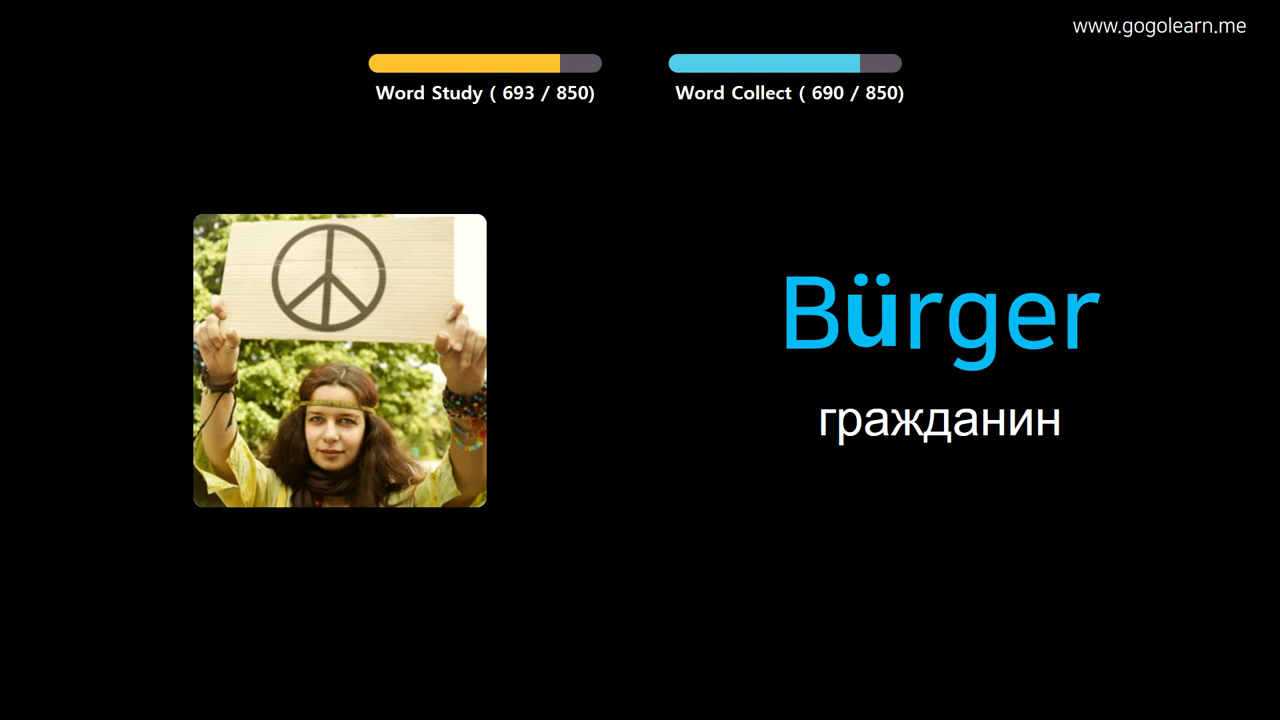 www.gogolearn.me
Word Study ( 693 / 850)
Word Collect ( 690 / 850)
Bürger
гражданин